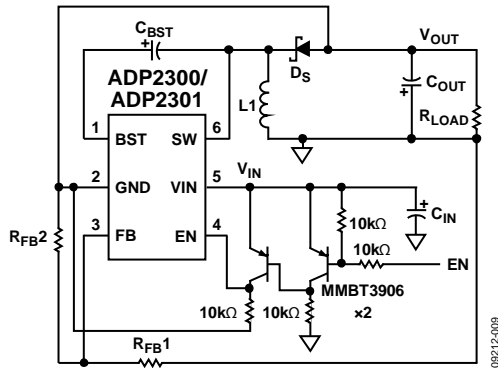 CBST
ADP2300/
ADP2301
1
BST
SW
6
2
GND
VIN
5
3
FB
EN
4
L1
DS
VOUT
COUT
RLOAD
VIN
CIN
10kΩ
10kΩ
EN
MMBT3906
×2
10kΩ
10kΩ
RFB2
RFB1
09212-009